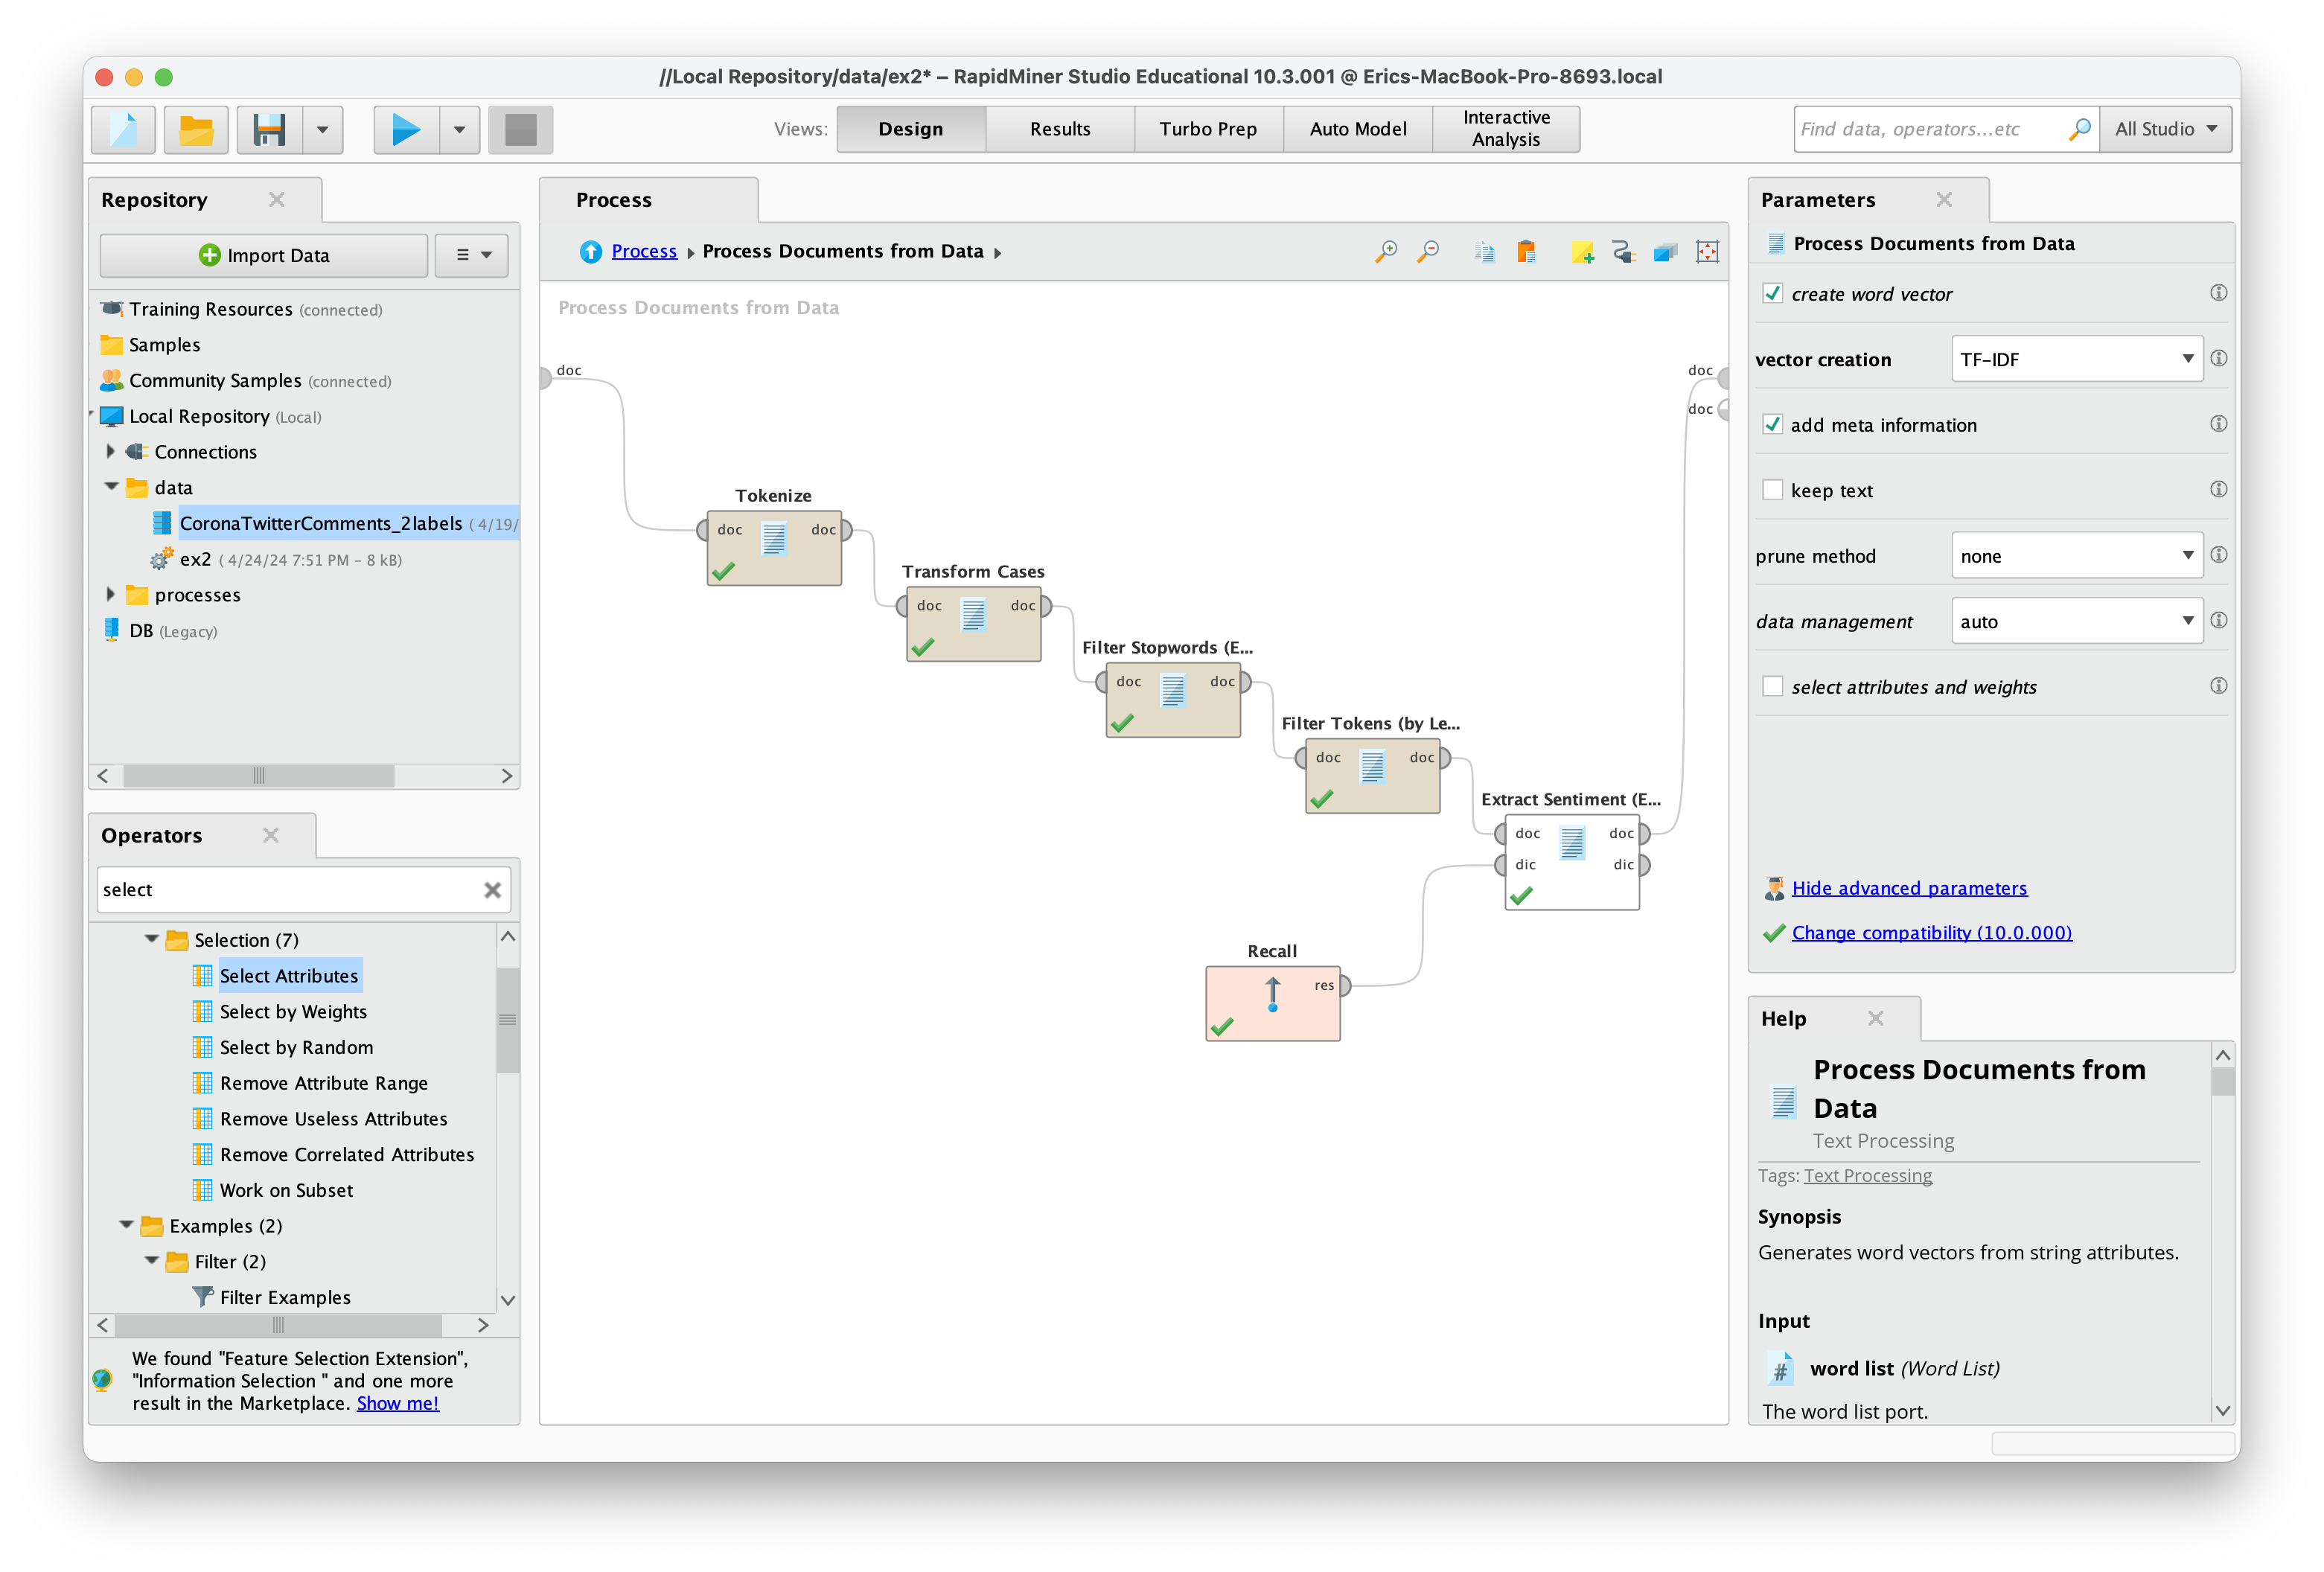 //Local Repository/data/ex2* – RapidMiner Studio Educational 10.3.001 @ Erics-MacBook-Pro-8693.local
Views:
Design
Results
Turbo Prep
Auto Model
Interactive
Analysis
Find data, operators...etc
All Studio
Repository
Import Data
Training Resources (connected)
Samples
Community Samples (connected)
Local Repository (Local)
Connections
data
CoronaTwitterComments_2labels ( 4/19/
ex2 ( 4/24/24 7:51 PM – 8 kB)
processes
DB (Legacy)
Operators
select
Selection (7)
Select Attributes
Select by Weights
Select by Random
Remove Attribute Range
Remove Useless Attributes
Remove Correlated Attributes
Work on Subset
Examples (2)
Filter (2)
Filter Examples
We found "Feature Selection Extension",
"Information Selection " and one more
result in the Marketplace. Show me!
Process
Process
Process Documents from Data
Process Documents from Data
doc
doc
doc
Tokenize
doc doc
Transform Cases
doc doc
Filter Stopwords (E...
doc doc
Filter Tokens (by Le...
doc doc
Extract Sentiment (E...
doc doc
dic dic
Recall
res
Parameters
Process Documents from Data
create word vector
vector creation TF-IDF
add meta information
keep text
prune method none
data management auto
select attributes and weights
Hide advanced parameters
Change compatibility (10.0.000)
Help
Process Documents from
Data
Text Processing
Tags: Text Processing
Synopsis
Generates word vectors from string attributes.
Input
# word list (Word List)
The word list port.